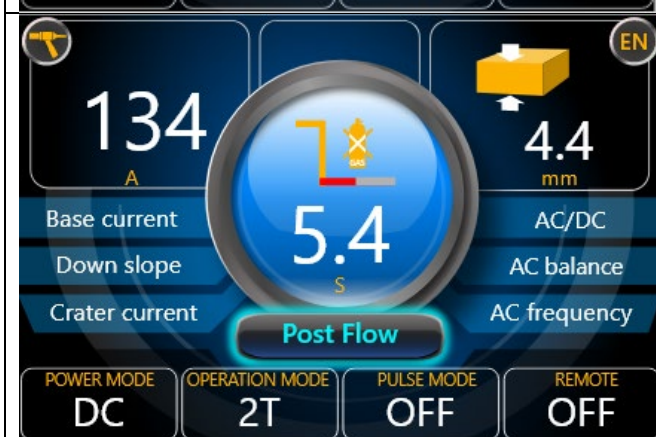 EN
134
A
GAS
4.4
mm
5.4
S
Base current
Down slope
Crater current
AC/DC
AC balance
AC frequency
Post Flow
POWER MODE
DC
OPERATION MODE
2T
PULSE MODE
OFF
REMOTE
OFF